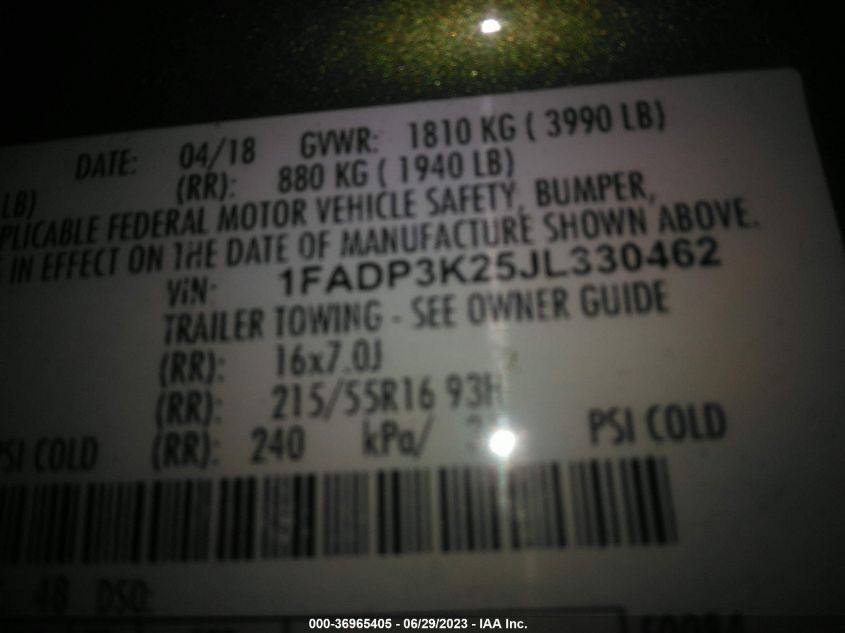 DATE: 04/18 GVWR: 1810 KG ( 3990 LB)
LB) (RR): 880 KG ( 1940 LB)
PLICABLE FEDERAL MOTOR VEHICLE SAFETY, BUMPER,
IN EFFECT ON THE DATE OF MANUFACTURE SHOWN ABOVE.
VIN: 1FADP3K25JL330462
TRAILER TOWING - SEE OWNER GUIDE
(RR): 16x7.0J
(RR): 215/55R16 93H
PSI COLD (RR): 240 kPa/ PSI COLD
48 DSO:
000-36965405 - 06/29/2023 - IAA Inc.